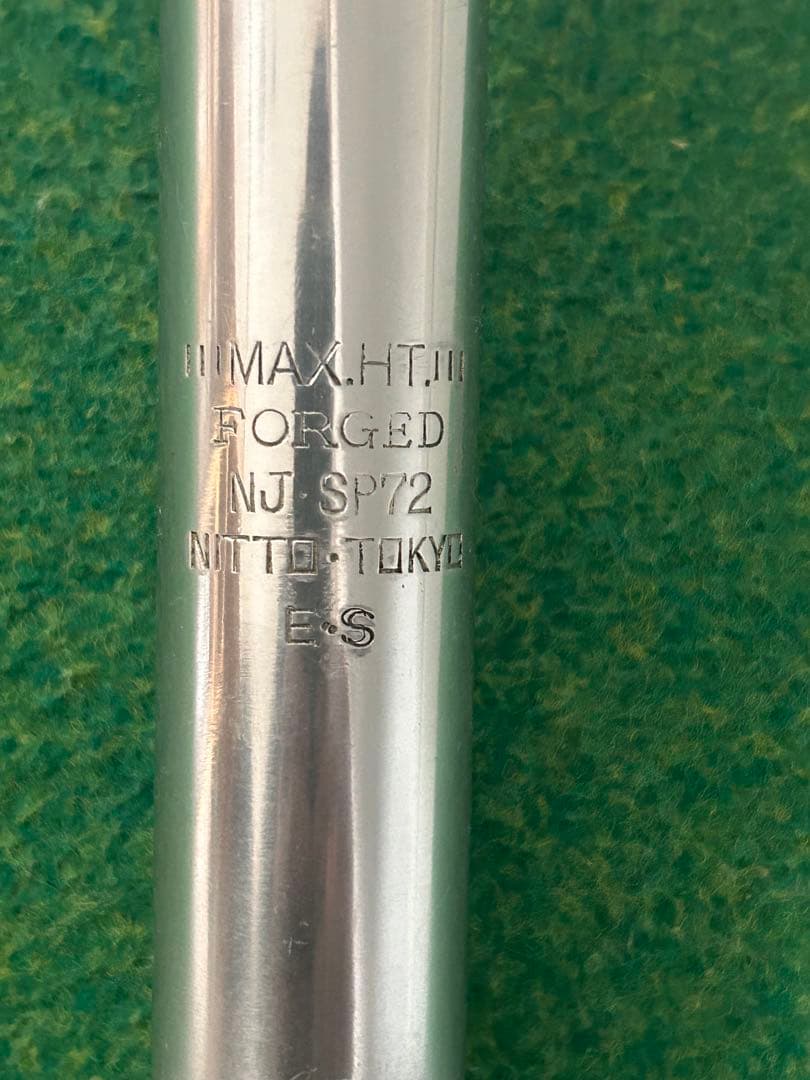 |||MAX.HT.|||
FORGED
NJ·SP72
NITTO·TOKYO
E·S